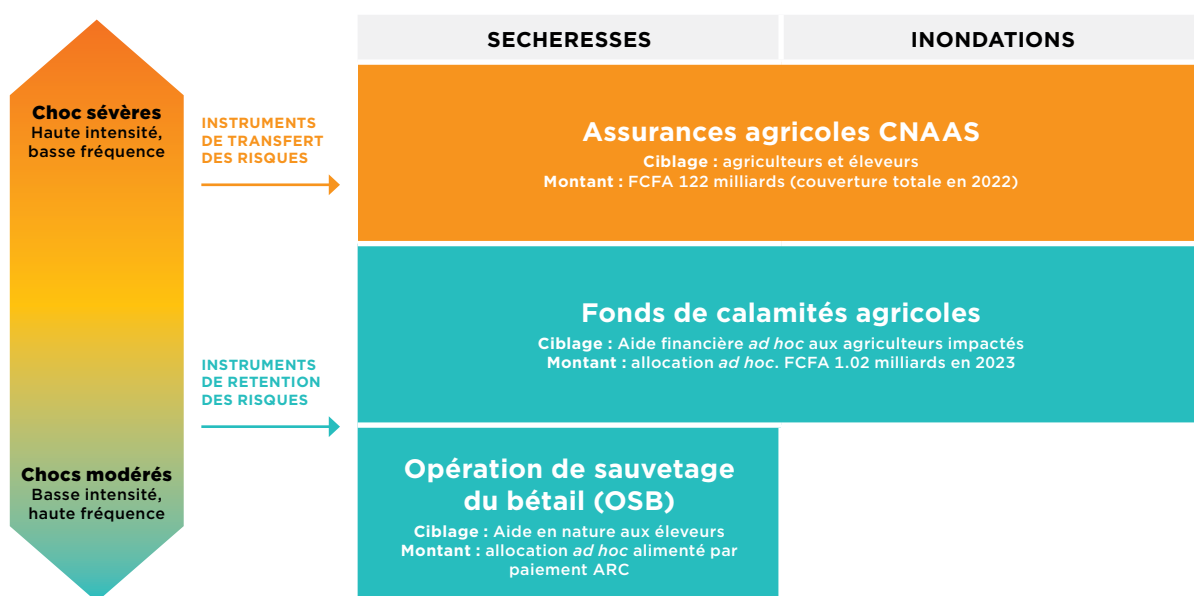 SECHERESSES
INONDATIONS
Choc sévères
Haute intensité,
basse fréquence
INSTRUMENTS
DE TRANSFERT
DES RISQUES
Assurances agricoles CNAAS
Ciblage : agriculteurs et éleveurs
Montant : FCFA 122 milliards (couverture totale en 2022)
Fonds de calamités agricoles
Ciblage : Aide financière ad hoc aux agriculteurs impactés
Montant : allocation ad hoc. FCFA 1.02 milliards en 2023
INSTRUMENTS
DE RETENTION
DES RISQUES
Chocs modérés
Basse intensité,
haute fréquence
Opération de sauvetage
du bétail (OSB)
Ciblage : Aide en nature aux éleveurs
Montant : allocation ad hoc alimenté par
paiement ARC